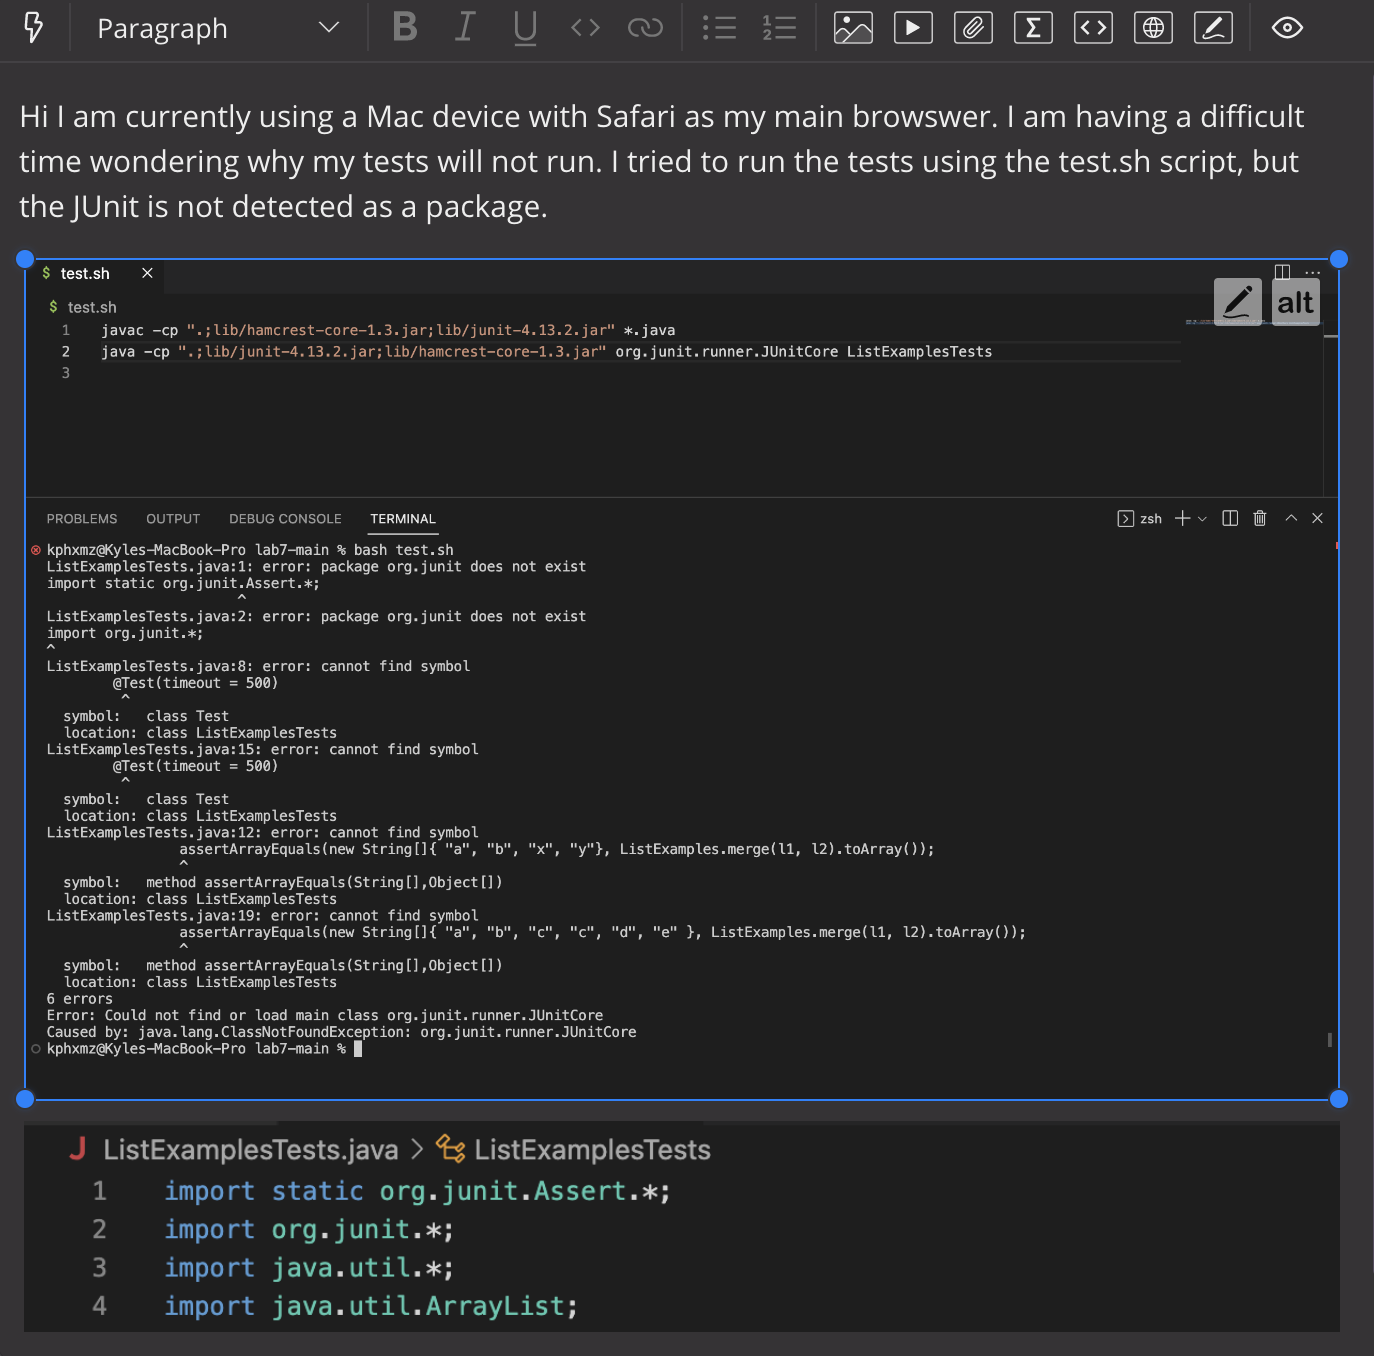 Paragraph
B I U
Hi I am currently using a Mac device with Safari as my main browswer. I am having a difficult
time wondering why my tests will not run. I tried to run the tests using the test.sh script, but
the JUnit is not detected as a package.
$ test.sh
alt
$ test.sh
1 javac -cp ".;lib/hamcrest-core-1.3.jar;lib/junit-4.13.2.jar" *.java
2 java -cp ".;lib/junit-4.13.2.jar;lib/hamcrest-core-1.3.jar" org.junit.runner.JUnitCore ListExamplesTests
3
PROBLEMS OUTPUT DEBUG CONSOLE TERMINAL zsh
kphxmz@Kyles-MacBook-Pro lab7-main % bash test.sh
ListExamplesTests.java:1: error: package org.junit does not exist
import static org.junit.Assert.*;
^
ListExamplesTests.java:2: error: package org.junit does not exist
import org.junit.*;
^
ListExamplesTests.java:8: error: cannot find symbol
@Test(timeout = 500)
^
symbol: class Test
location: class ListExamplesTests
ListExamplesTests.java:15: error: cannot find symbol
@Test(timeout = 500)
^
symbol: class Test
location: class ListExamplesTests
ListExamplesTests.java:12: error: cannot find symbol
assertArrayEquals(new String[]{ "a", "b", "x", "y"}, ListExamples.merge(l1, l2).toArray());
^
symbol: method assertArrayEquals(String[],Object[])
location: class ListExamplesTests
ListExamplesTests.java:19: error: cannot find symbol
assertArrayEquals(new String[]{ "a", "b", "c", "c", "d", "e" }, ListExamples.merge(l1, l2).toArray());
^
symbol: method assertArrayEquals(String[],Object[])
location: class ListExamplesTests
6 errors
Error: Could not find or load main class org.junit.runner.JUnitCore
Caused by: java.lang.ClassNotFoundException: org.junit.runner.JUnitCore
kphxmz@Kyles-MacBook-Pro lab7-main %
J ListExamplesTests.java > ListExamplesTests
1 import static org.junit.Assert.*;
2 import org.junit.*;
3 import java.util.*;
4 import java.util.ArrayList;